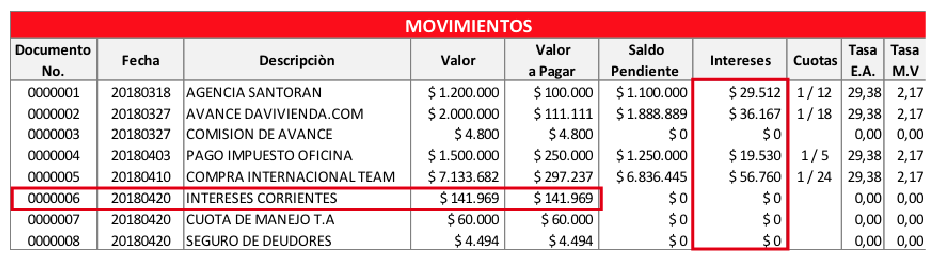 MOVIMIENTOS
Documento No. Fecha Descripciòn Valor Valor a Pagar Saldo Pendiente Intereses Cuotas Tasa E.A. Tasa M.V
0000001 20180318 AGENCIA SANTORAN $ 1.200.000 $ 100.000 $ 1.100.000 $ 29.512 1 / 12 29,38 2,17
0000002 20180327 AVANCE DAVIVIENDA.COM $ 2.000.000 $ 111.111 $ 1.888.889 $ 36.167 1 / 18 29,38 2,17
0000003 20180327 COMISION DE AVANCE $ 4.800 $ 4.800 $ 0 $ 0 0,00 0,00
0000004 20180403 PAGO IMPUESTO OFICINA $ 1.500.000 $ 250.000 $ 1.250.000 $ 19.530 1 / 5 29,38 2,17
0000005 20180410 COMPRA INTERNACIONAL TEAM $ 7.133.682 $ 297.237 $ 6.836.445 $ 56.760 1 / 24 29,38 2,17
0000006 20180420 INTERESES CORRIENTES $ 141.969 $ 141.969 $ 0 $ 0 0,00 0,00
0000007 20180420 CUOTA DE MANEJO T.A $ 60.000 $ 60.000 $ 0 $ 0 0,00 0,00
0000008 20180420 SEGURO DE DEUDORES $ 4.494 $ 4.494 $ 0 $ 0 0,00 0,00